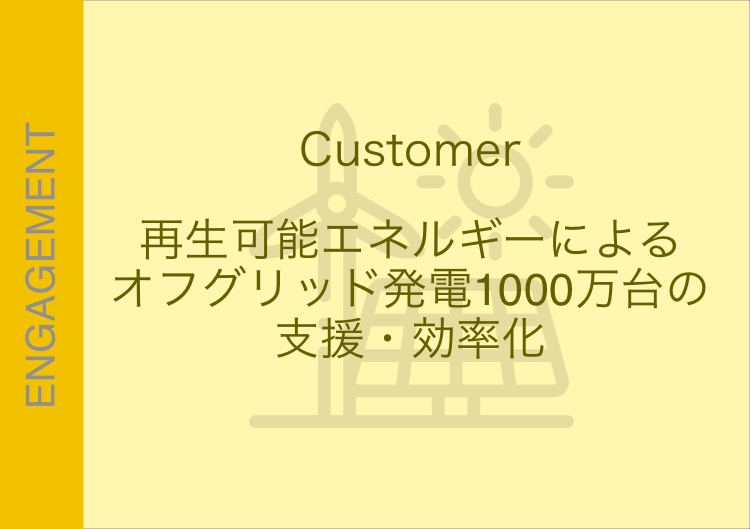 ENGAGEMENT
Customer
再生可能エネルギーによる
オフグリッド発電1000万台の
支援・効率化